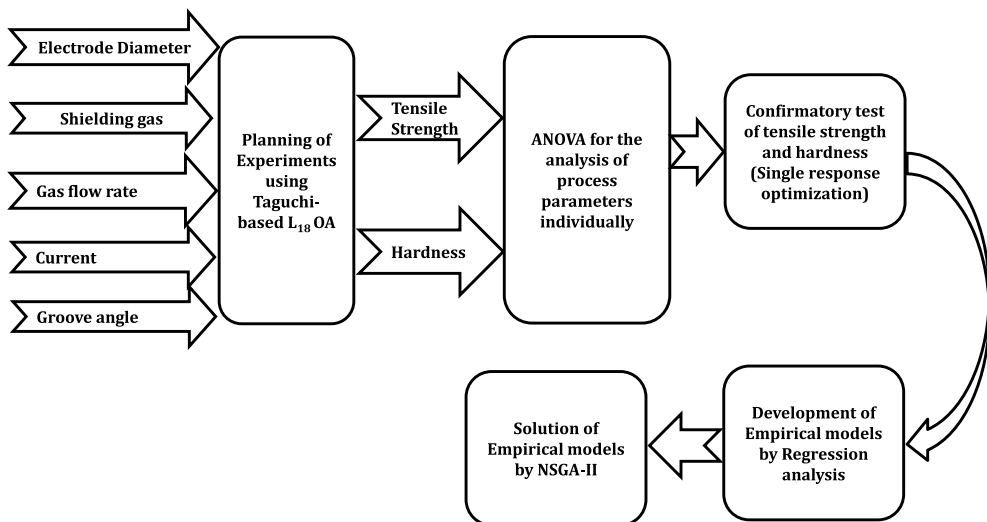 Electrode Diameter
Shielding gas
Gas flow rate
Current
Groove angle
Planning of
Experiments
using
Taguchi-
based L₁₈ OA
Tensile
Strength
Hardness
ANOVA for the
analysis of
process
parameters
individually
Confirmatory test
of tensile strength
and hardness
(Single response
optimization)
Development of
Empirical models
by Regression
analysis
Solution of
Empirical models
by NSGA-II